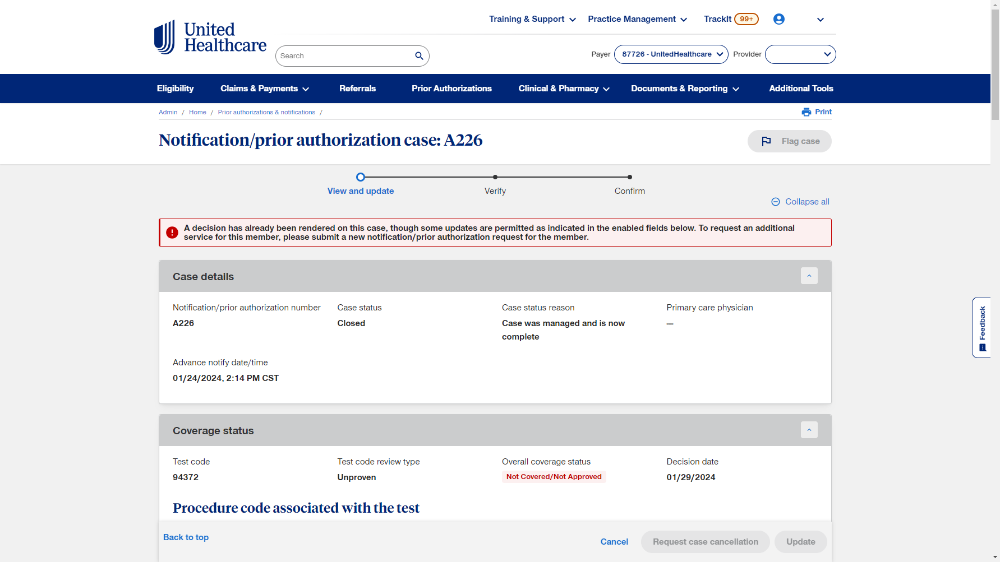 United
Healthcare
Training & Support
Practice Management
TrackIt 99+
Search
Payer 87726 - UnitedHealthcare Provider
Eligibility
Claims & Payments
Referrals
Prior Authorizations
Clinical & Pharmacy
Documents & Reporting
Additional Tools
Admin / Home / Prior authorizations & notifications /
Print
Notification/prior authorization case: A226
Flag case
View and update
Verify
Confirm
Collapse all
A decision has already been rendered on this case, though some updates are permitted as indicated in the enabled fields below. To request an additional
service for this member, please submit a new notification/prior authorization request for the member.
Case details
Notification/prior authorization number
A226
Case status
Closed
Case status reason
Case was managed and is now
complete
Primary care physician
---
Advance notify date/time
01/24/2024, 2:14 PM CST
Feedback
Coverage status
Test code
94372
Test code review type
Unproven
Overall coverage status
Not Covered/Not Approved
Decision date
01/29/2024
Procedure code associated with the test
Back to top
Cancel
Request case cancellation
Update